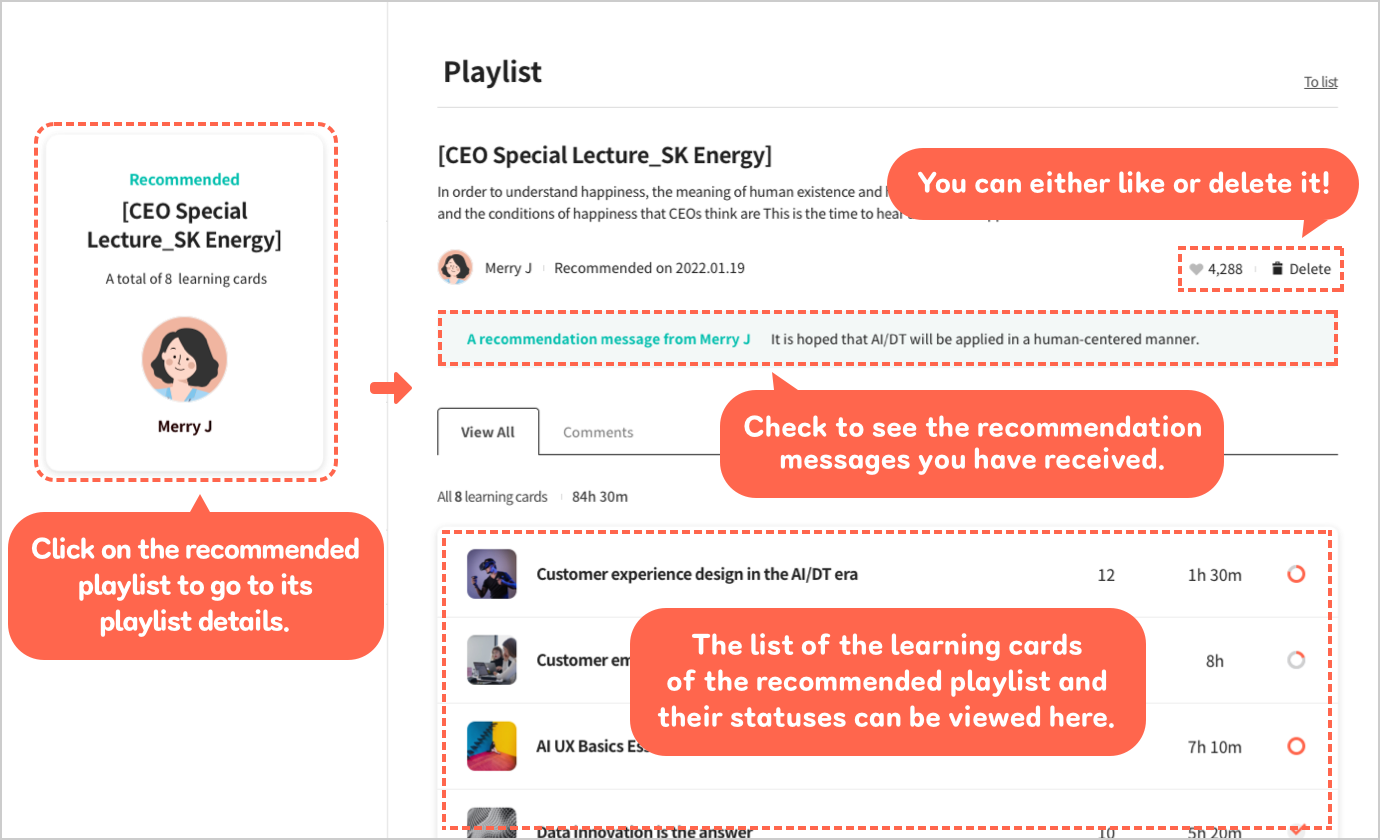 Recommended
[CEO Special
Lecture_SK Energy]
A total of 8 learning cards
Merry J
Click on the recommended
playlist to go to its
playlist details.
Playlist
To list
[CEO Special Lecture_SK Energy]
You can either like or delete it!
In order to understand happiness, the meaning of human existence and
and the conditions of happiness that CEOs think are This is the time to hear
Merry J Recommended on 2022.01.19
4,288 Delete
A recommendation message from Merry J It is hoped that AI/DT will be applied in a human-centered manner.
Check to see the recommendation
messages you have received.
View All Comments
All 8 learning cards 84h 30m
Customer experience design in the AI/DT era 12 1h 30m
Customer 8h
The list of the learning cards
of the recommended playlist and
their statuses can be viewed here.
AI UX Basics 7h 10m
Data innovation is the answer 10 5h 20m